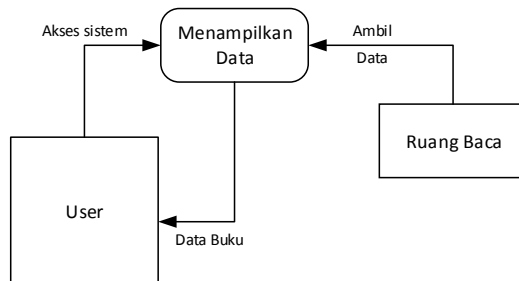 Akses sistem
Menampilkan
Data
Ambil
Data
Ruang Baca
User
Data Buku